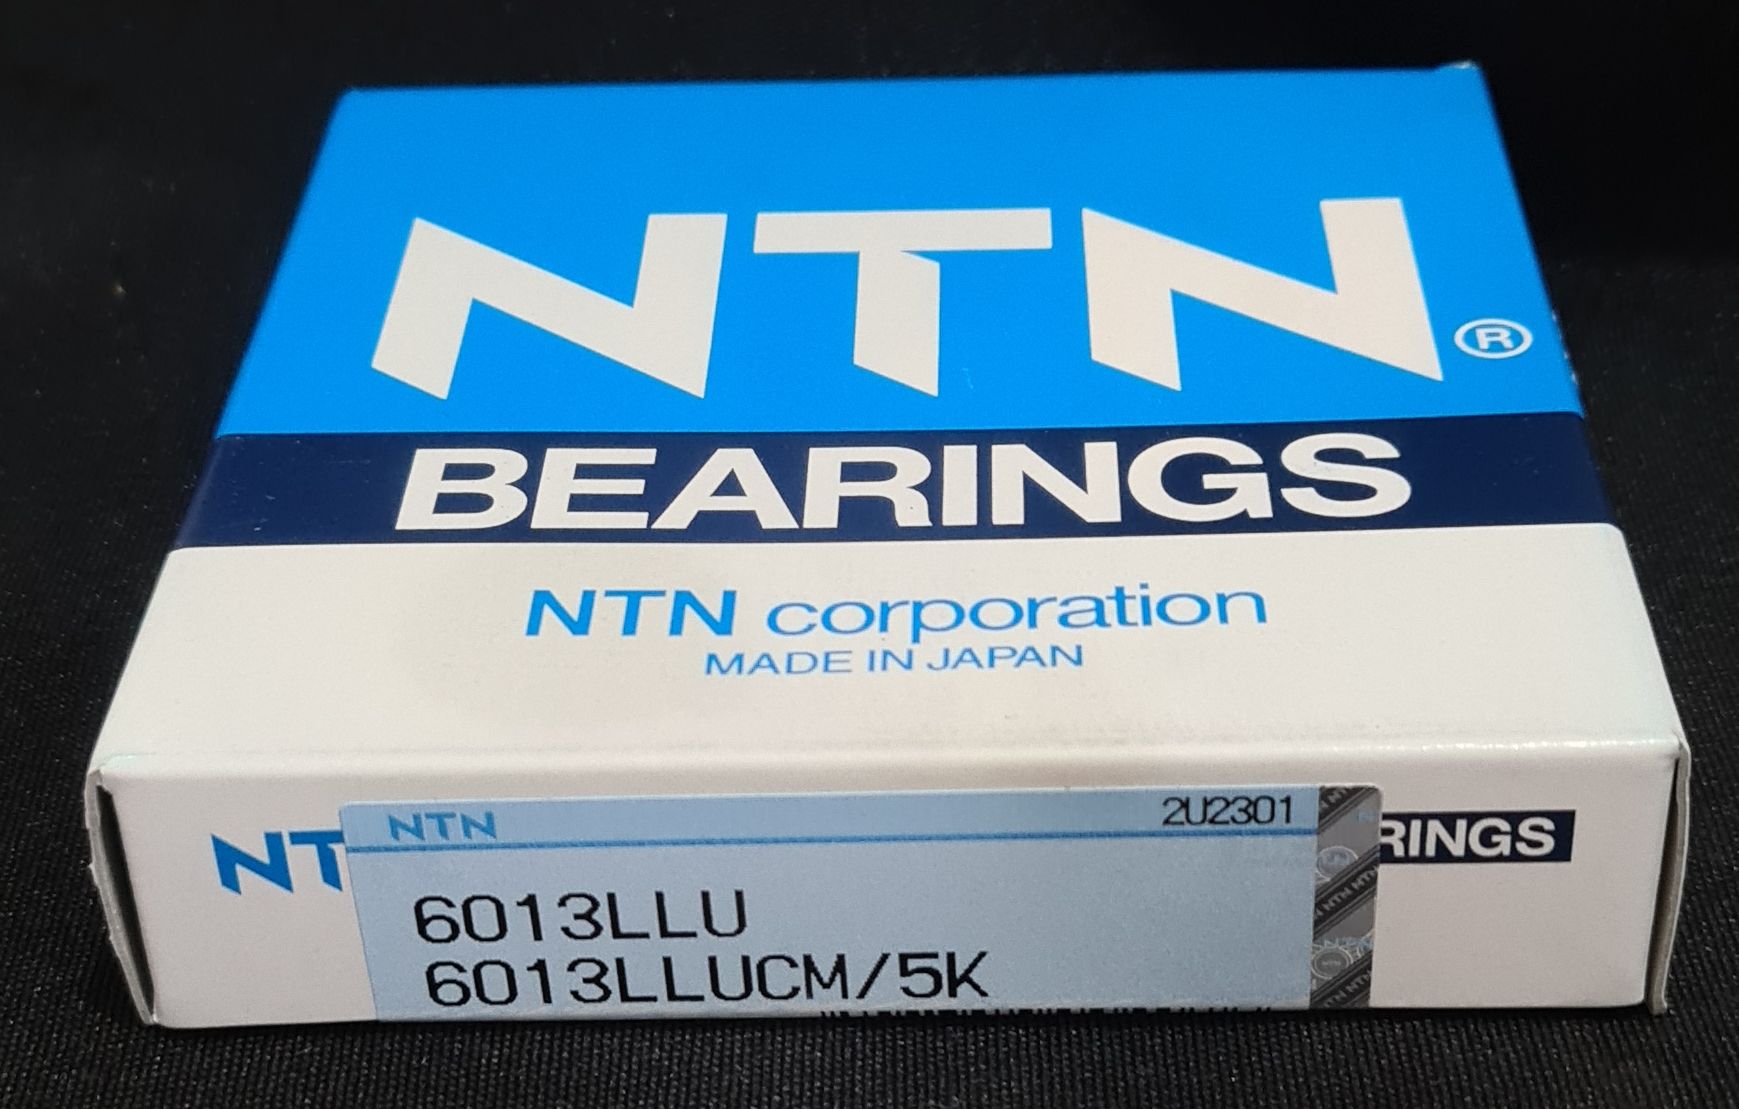 NTN®
BEARINGS
NTN corporation
MADE IN JAPAN
NT
RINGS
NTN
2U2301
6013LLU
6013LLUCM/5K